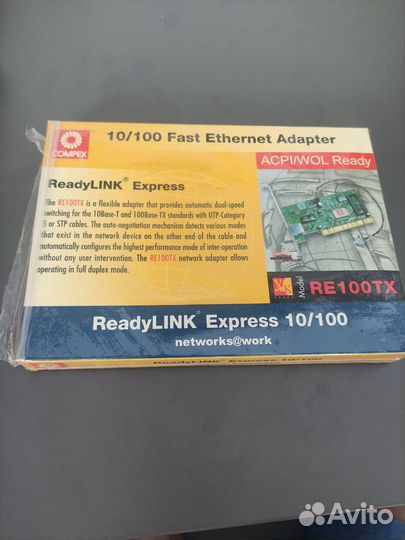 COMPEX
10/100 Fast Ethernet Adapter
ACPI/WOL Ready
ReadyLINK® Express
The RE100TX is a flexible adapter that provides automatic dual-speed
switching for the 10Base-T and 100Base-TX standards with UTP Category
5 or STP cables. The auto-negotiation mechanism detects various modes
that exist in the network device on the other end of the cable and
automatically configures the highest performance mode of inter-operation
without any user intervention. The RE100TX network adapter allows
operating in full duplex mode.
Model
RE100TX
ReadyLINK® Express 10/100
networks@work
ReadyLINK® Express 10/100
Avito